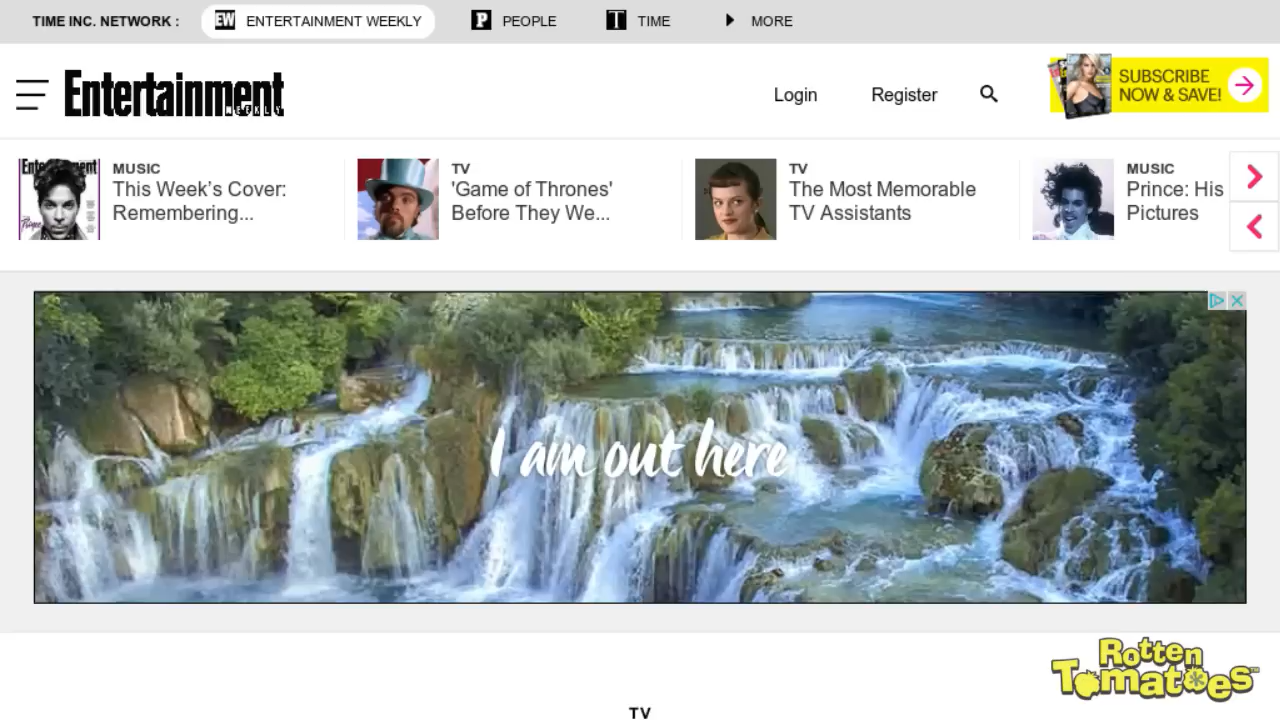 TIME INC. NETWORK :
EW ENTERTAINMENT WEEKLY
P PEOPLE
T TIME
MORE
Entertainment
WEEKLY
Login
Register
SUBSCRIBE
NOW & SAVE!
MUSIC
This Week’s Cover:
Remembering...
TV
'Game of Thrones'
Before They We...
TV
The Most Memorable
TV Assistants
MUSIC
Prince: His
Pictures
I am out here
Rotten
Tomatoes™
TV